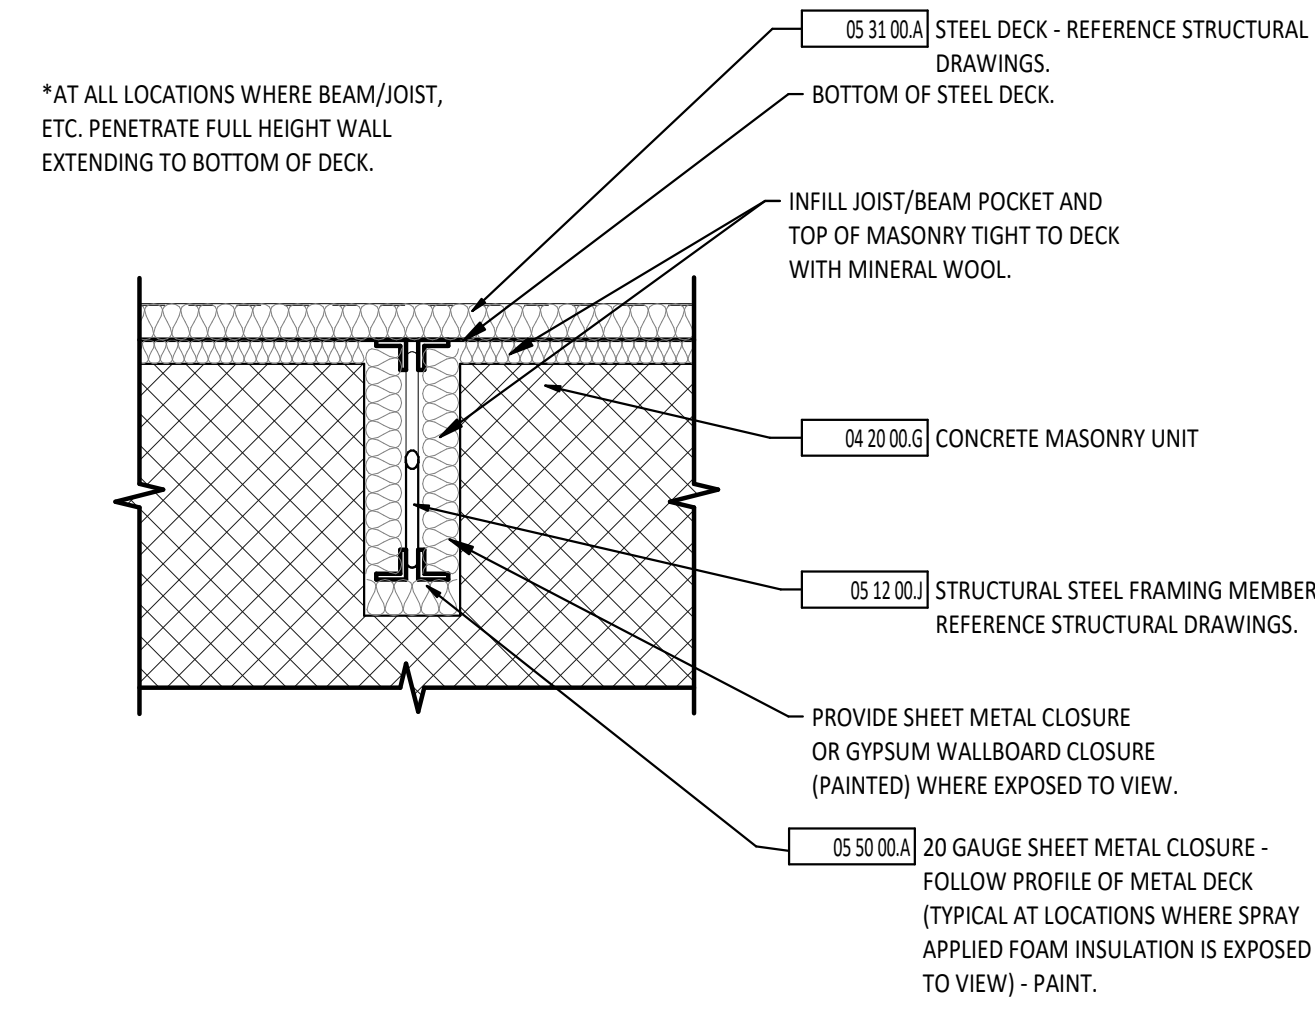 05 31 00.A STEEL DECK - REFERENCE STRUCTURAL
DRAWINGS.
*AT ALL LOCATIONS WHERE BEAM/JOIST,
ETC. PENETRATE FULL HEIGHT WALL
EXTENDING TO BOTTOM OF DECK.
BOTTOM OF STEEL DECK.
INFILL JOIST/BEAM POCKET AND
TOP OF MASONRY TIGHT TO DECK
WITH MINERAL WOOL.
04 20 00.G CONCRETE MASONRY UNIT
05 12 00.J STRUCTURAL STEEL FRAMING MEMBER
REFERENCE STRUCTURAL DRAWINGS.
PROVIDE SHEET METAL CLOSURE
OR GYPSUM WALLBOARD CLOSURE
(PAINTED) WHERE EXPOSED TO VIEW.
05 50 00.A 20 GAUGE SHEET METAL CLOSURE -
FOLLOW PROFILE OF METAL DECK
(TYPICAL AT LOCATIONS WHERE SPRAY
APPLIED FOAM INSULATION IS EXPOSED
TO VIEW) - PAINT.